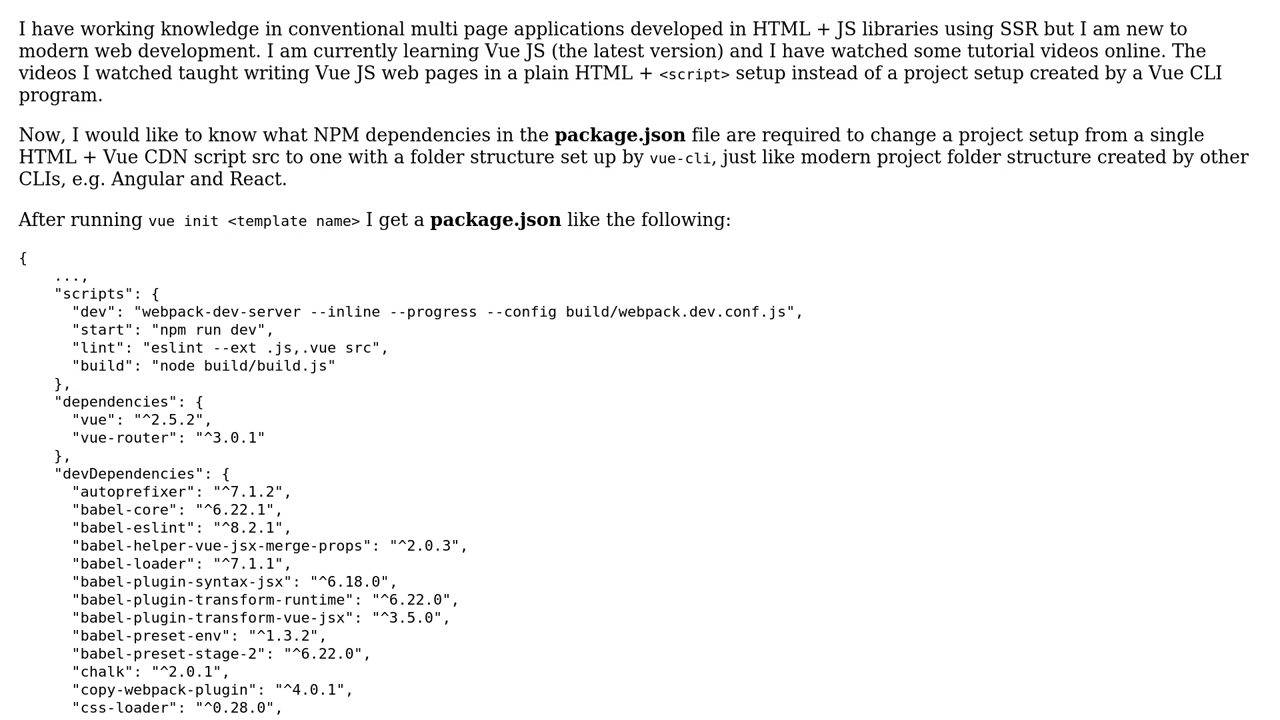 I have working knowledge in conventional multi page applications developed in HTML + JS libraries using SSR but I am new to
modern web development. I am currently learning Vue JS (the latest version) and I have watched some tutorial videos online. The
videos I watched taught writing Vue JS web pages in a plain HTML + <script> setup instead of a project setup created by a Vue CLI
program.
Now, I would like to know what NPM dependencies in the package.json file are required to change a project setup from a single
HTML + Vue CDN script src to one with a folder structure set up by vue-cli, just like modern project folder structure created by other
CLIs, e.g. Angular and React.
After running vue init <template name> I get a package.json like the following:
{
    ...,
    "scripts": {
      "dev": "webpack-dev-server --inline --progress --config build/webpack.dev.conf.js",
      "start": "npm run dev",
      "lint": "eslint --ext .js,.vue src",
      "build": "node build/build.js"
    },
    "dependencies": {
      "vue": "^2.5.2",
      "vue-router": "^3.0.1"
    },
    "devDependencies": {
      "autoprefixer": "^7.1.2",
      "babel-core": "^6.22.1",
      "babel-eslint": "^8.2.1",
      "babel-helper-vue-jsx-merge-props": "^2.0.3",
      "babel-loader": "^7.1.1",
      "babel-plugin-syntax-jsx": "^6.18.0",
      "babel-plugin-transform-runtime": "^6.22.0",
      "babel-plugin-transform-vue-jsx": "^3.5.0",
      "babel-preset-env": "^1.3.2",
      "babel-preset-stage-2": "^6.22.0",
      "chalk": "^2.0.1",
      "copy-webpack-plugin": "^4.0.1",
      "css-loader": "^0.28.0",